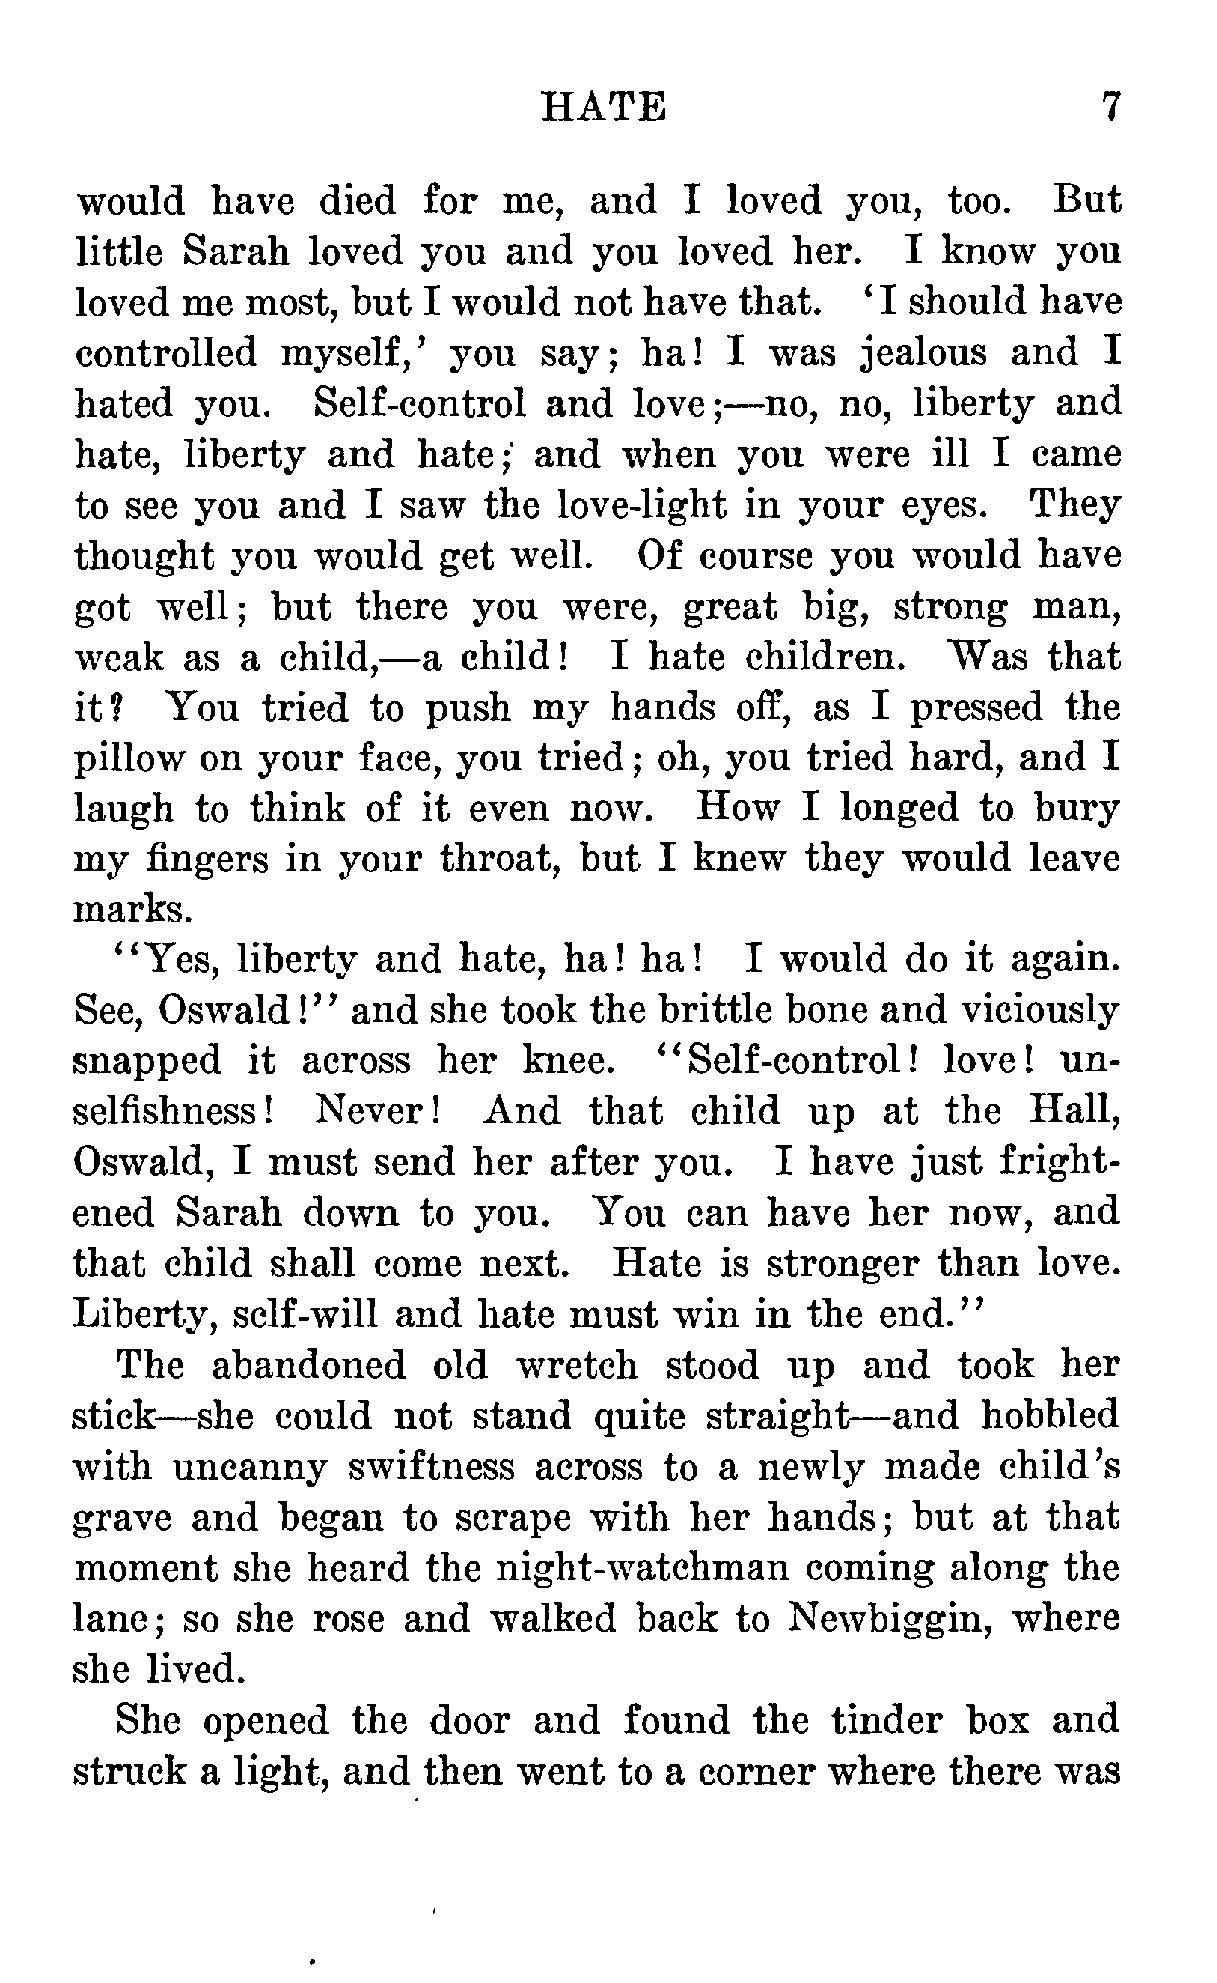 HATE 7
would have died for me, and I loved you, too. But
little Sarah loved you and you loved her. I know you
loved me most, but I would not have that. 'I should have
controlled myself,' you say; ha! I was jealous and I
hated you. Self-control and love;—no, no, liberty and
hate, liberty and hate; and when you were ill I came
to see you and I saw the love-light in your eyes. They
thought you would get well. Of course you would have
got well; but there you were, great big, strong man,
weak as a child,—a child! I hate children. Was that
it? You tried to push my hands off, as I pressed the
pillow on your face, you tried; oh, you tried hard, and I
laugh to think of it even now. How I longed to bury
my fingers in your throat, but I knew they would leave
marks.
"Yes, liberty and hate, ha! ha! I would do it again.
See, Oswald!" and she took the brittle bone and viciously
snapped it across her knee. "Self-control! love! un-
selfishness! Never! And that child up at the Hall,
Oswald, I must send her after you. I have just fright-
ened Sarah down to you. You can have her now, and
that child shall come next. Hate is stronger than love.
Liberty, self-will and hate must win in the end."
The abandoned old wretch stood up and took her
stick—she could not stand quite straight—and hobbled
with uncanny swiftness across to a newly made child's
grave and began to scrape with her hands; but at that
moment she heard the night-watchman coming along the
lane; so she rose and walked back to Newbiggin, where
she lived.
She opened the door and found the tinder box and
struck a light, and then went to a corner where there was